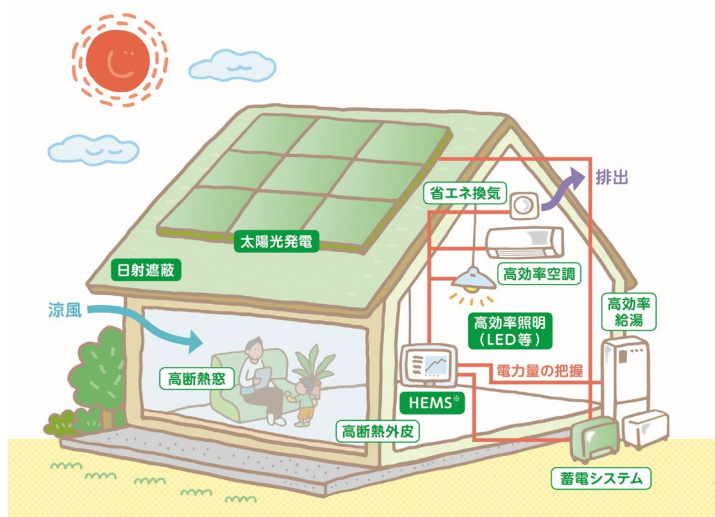 省エネ換気
排出
太陽光発電
日射遮蔽
高効率空調
涼風
高効率
給湯
高効率照明
(LED等)
電力量の把握
高断熱窓
HEMS※
高断熱外皮
蓄電システム